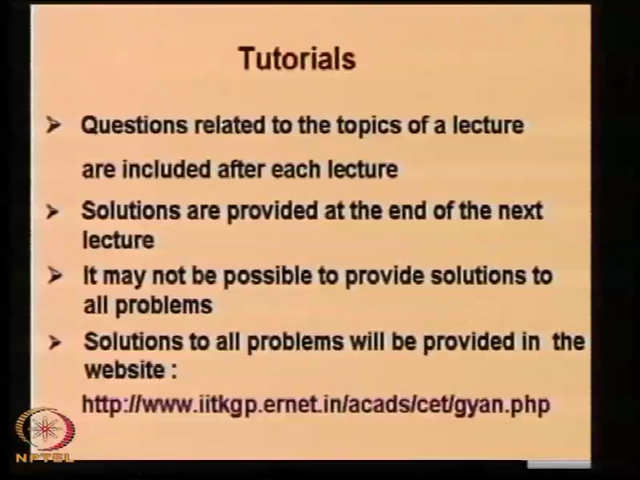 Tutorials
Questions related to the topics of a lecture
are included after each lecture
Solutions are provided at the end of the next
lecture
It may not be possible to provide solutions to
all problems
Solutions to all problems will be provided in the
website :
http://www.iitkgp.ernet.in/acads/cet/gyan.php
NPTEL